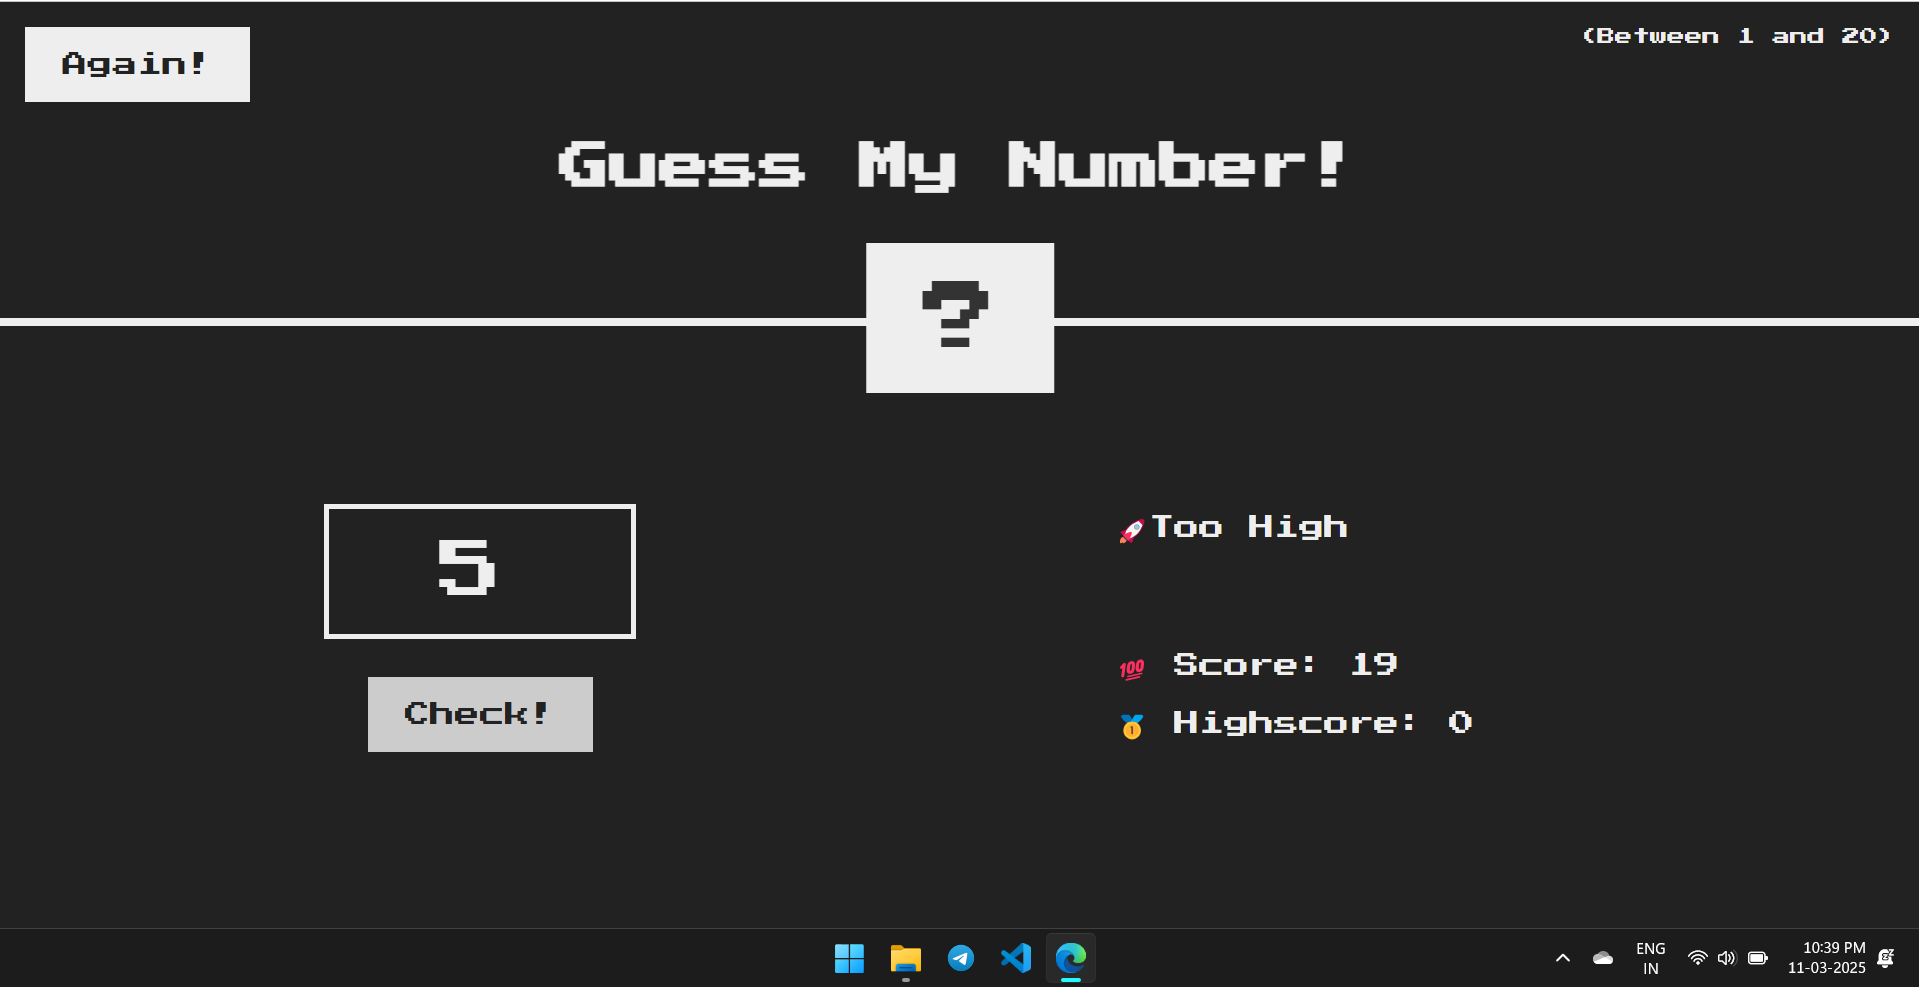 Again!
(Between 1 and 20)
Guess My Number!
?
5
Check!
🚀Too High
💯 Score: 19
🥇 Highscore: 0
ENG
IN
10:39 PM
11-03-2025